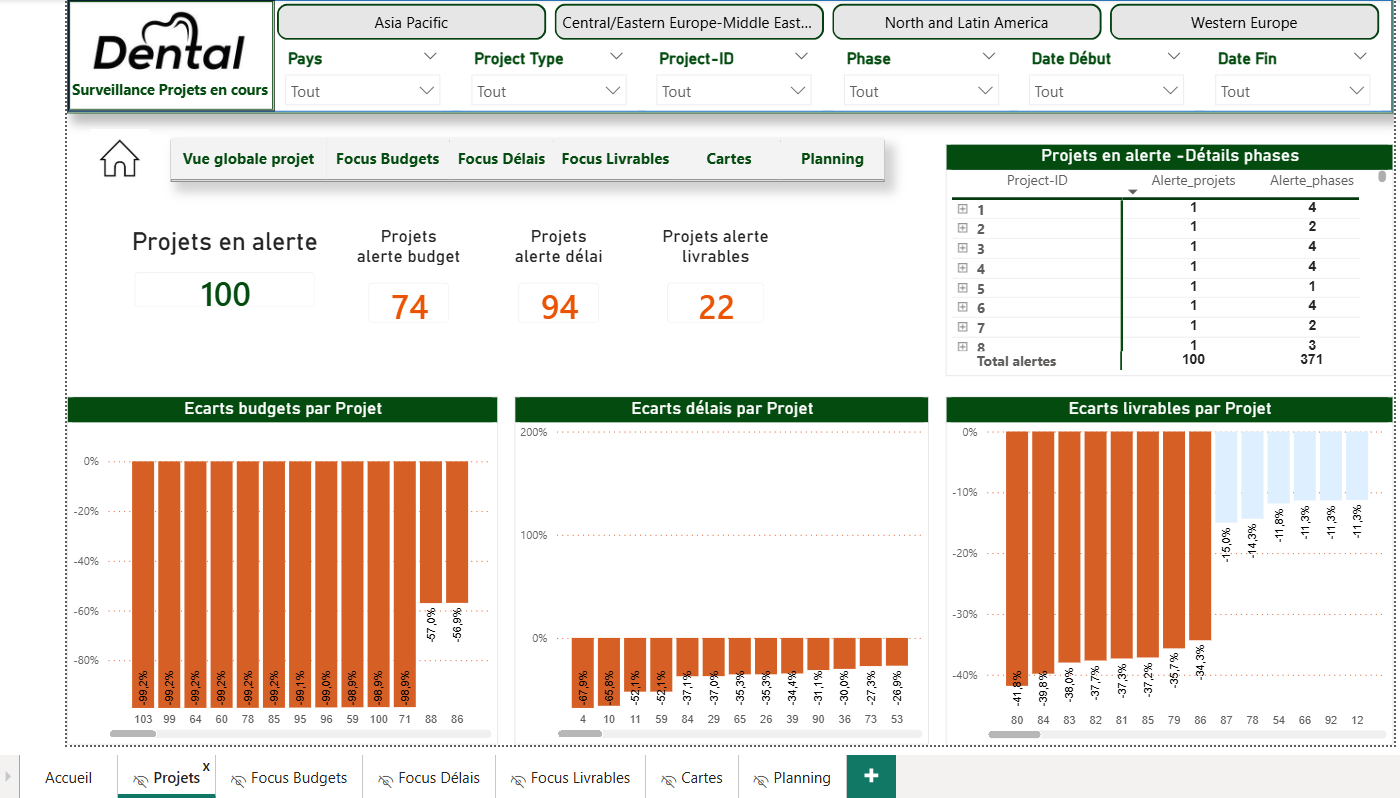 Dental
Surveillance Projets en cours
Asia Pacific
Central/Eastern Europe-Middle East...
North and Latin America
Western Europe
Pays
Project Type
Project-ID
Phase
Date Début
Date Fin
Tout
Tout
Tout
Tout
Tout
Tout
Vue globale projet
Focus Budgets
Focus Délais
Focus Livrables
Cartes
Planning
Projets en alerte
100
Projets
alerte budget
74
Projets
alerte délai
94
Projets alerte
livrables
22
Projets en alerte -Détails phases
Project-ID Alerte_projets Alerte_phases
1 1 4
2 1 2
3 1 4
4 1 4
5 1 1
6 1 4
7 1 2
8 1 3
Total alertes 100 371
Ecarts budgets par Projet
0%
-20%
-40%
-60%
-80%
-99,2% -99,2% -99,2% -99,2% -99,2% -99,2% -99,1% -99,0% -98,9% -98,9% -98,9% -57,0% -56,9%
103 99 64 60 78 85 95 96 59 100 71 88 86
Ecarts délais par Projet
200%
100%
0%
-67,9% -65,8% -52,1% -52,1% -37,1% -37,0% -35,3% -35,3% -34,4% -31,1% -30,0% -27,3% -26,9%
4 10 11 59 84 29 65 26 39 90 36 73 53
Ecarts livrables par Projet
0%
-10%
-20%
-30%
-40%
-41,8% -39,8% -38,0% -37,7% -37,3% -37,2% -35,7% -34,3% -15,0% -14,3% -11,8% -11,3% -11,3% -11,3%
80 84 83 82 81 85 79 86 87 78 54 66 92 12
Accueil
Projets
x
Focus Budgets
Focus Délais
Focus Livrables
Cartes
Planning
+